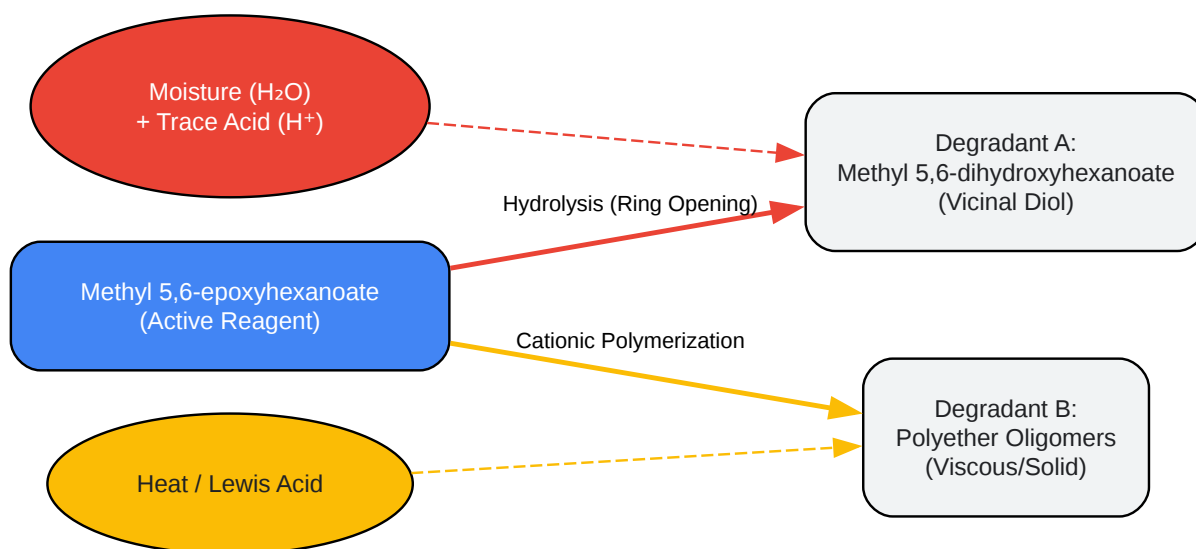 Moisture (H₂O)
+ Trace Acid (H⁺)
Degradant A:
Methyl 5,6-dihydroxyhexanoate
(Vicinal Diol)
Hydrolysis (Ring Opening)
Methyl 5,6-epoxyhexanoate
(Active Reagent)
Cationic Polymerization
Degradant B:
Polyether Oligomers
(Viscous/Solid)
Heat / Lewis Acid